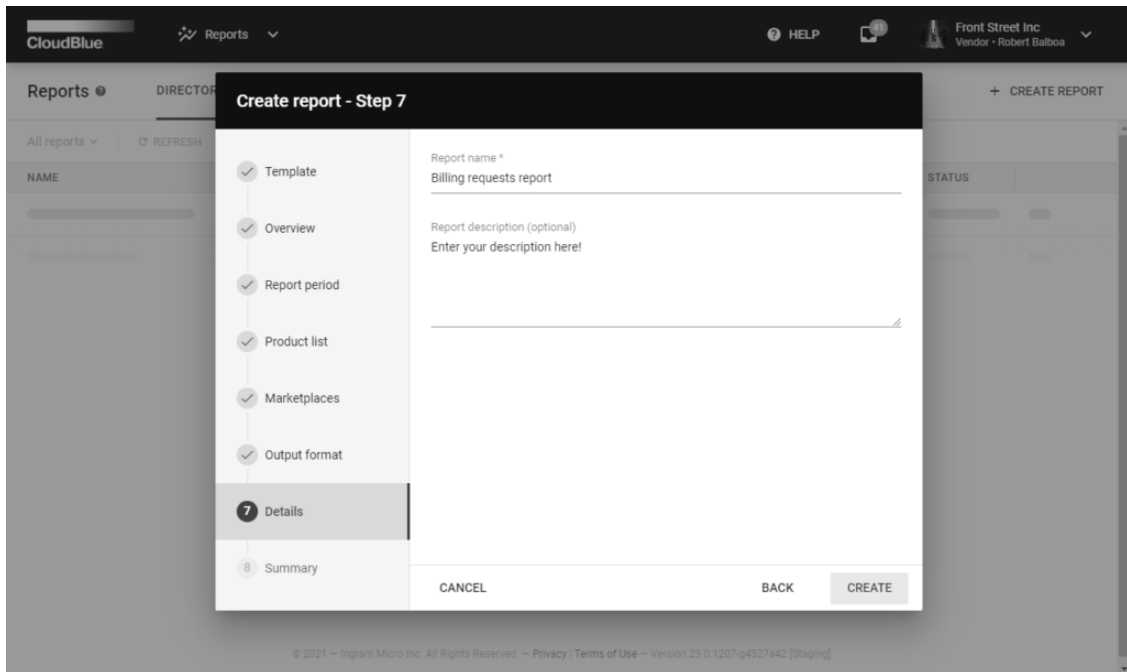 CloudBlue
Reports
HELP
41
Front Street Inc
Vendor • Robert Balboa
Reports
DIRECTOR
+ CREATE REPORT
All reports
REFRESH
NAME
STATUS
Create report - Step 7
Template
Overview
Report period
Product list
Marketplaces
Output format
7 Details
8 Summary
Report name *
Billing requests report
Report description (optional)
Enter your description here!
CANCEL
BACK
CREATE
© 2021 — Ingram Micro Inc. All Rights Reserved. — Privacy | Terms of Use — Version 23.0.1207-g4527a42 [Staging]